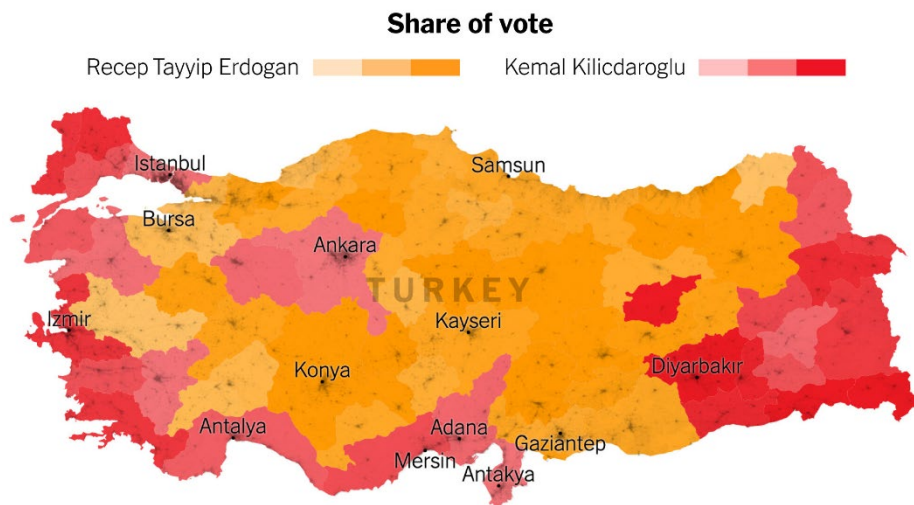 Share of vote
Recep Tayyip Erdogan
Kemal Kilicdaroglu
Istanbul
Samsun
Bursa
Ankara
TURKEY
Izmir
Kayseri
Konya
Diyarbakır
Antalya
Adana
Gaziantep
Mersin
Antakya